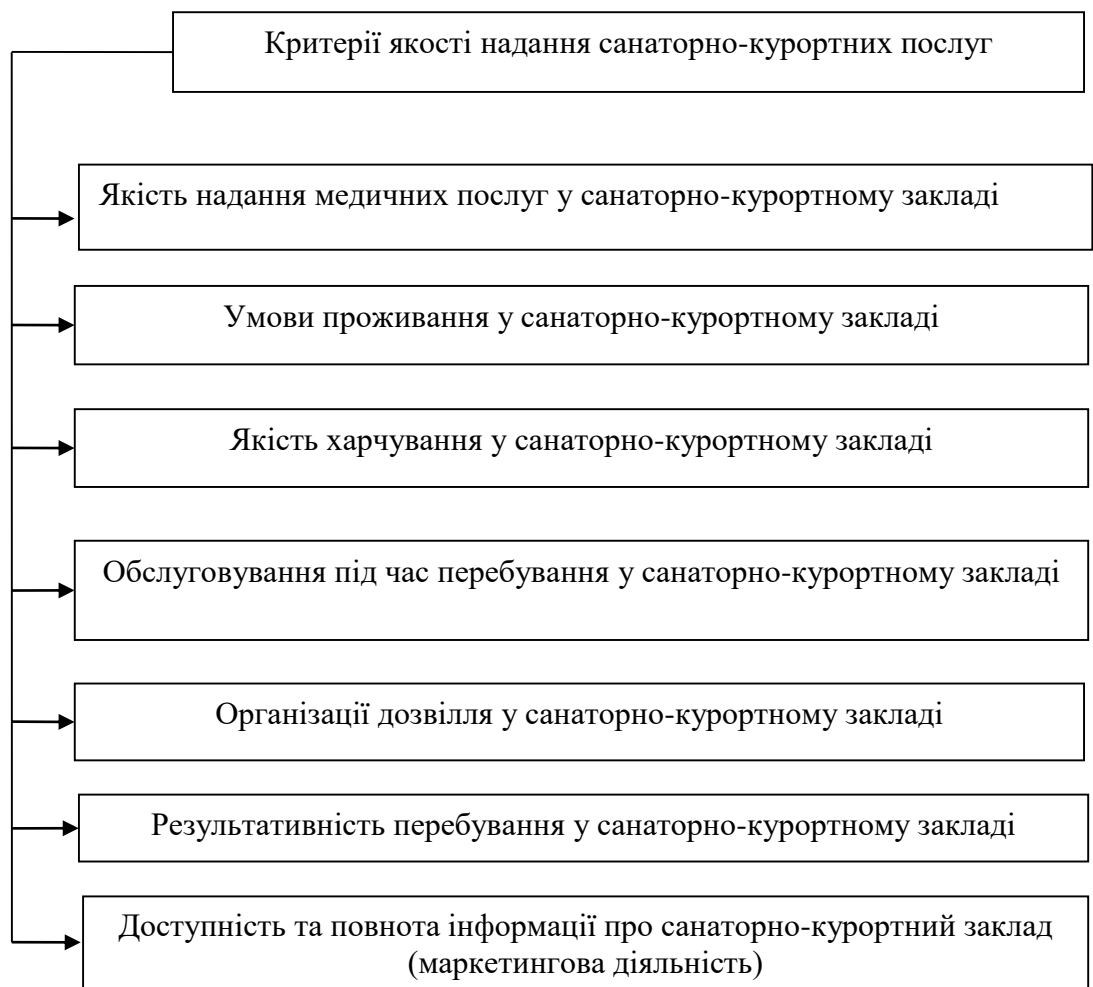 Критерії якості надання санаторно-курортних послуг
Якість надання медичних послуг у санаторно-курортному закладі
Умови проживання у санаторно-курортному закладі
Якість харчування у санаторно-курортному закладі
Обслуговування під час перебування у санаторно-курортному закладі
Організації дозвілля у санаторно-курортному закладі
Результативність перебування у санаторно-курортному закладі
Доступність та повнота інформації про санаторно-курортний заклад
(маркетингова діяльність)